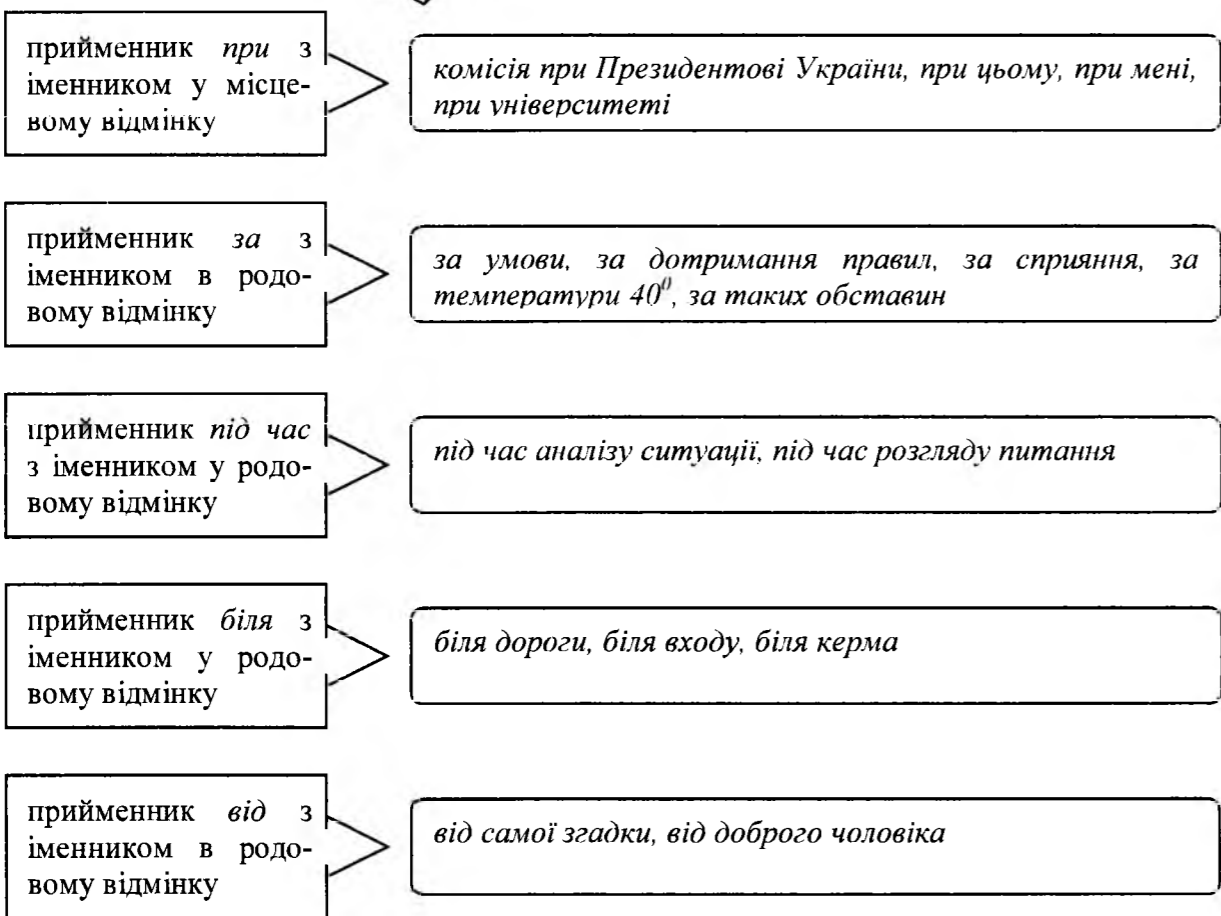 прийменник при з
іменником у місце-
вому відмінку
комісія при Президентові України, при цьому, при мені,
при університеті
прийменник за з
іменником в родо-
вому відмінку
за умови, за дотримання правил, за сприяння, за
температури 40⁰, за таких обставин
прийменник під час
з іменником у родо-
вому відмінку
під час аналізу ситуації, під час розгляду питання
прийменник біля з
іменником у родо-
вому відмінку
біля дороги, біля входу, біля керма
прийменник від з
іменником в родо-
вому відмінку
від самої згадки, від доброго чоловіка